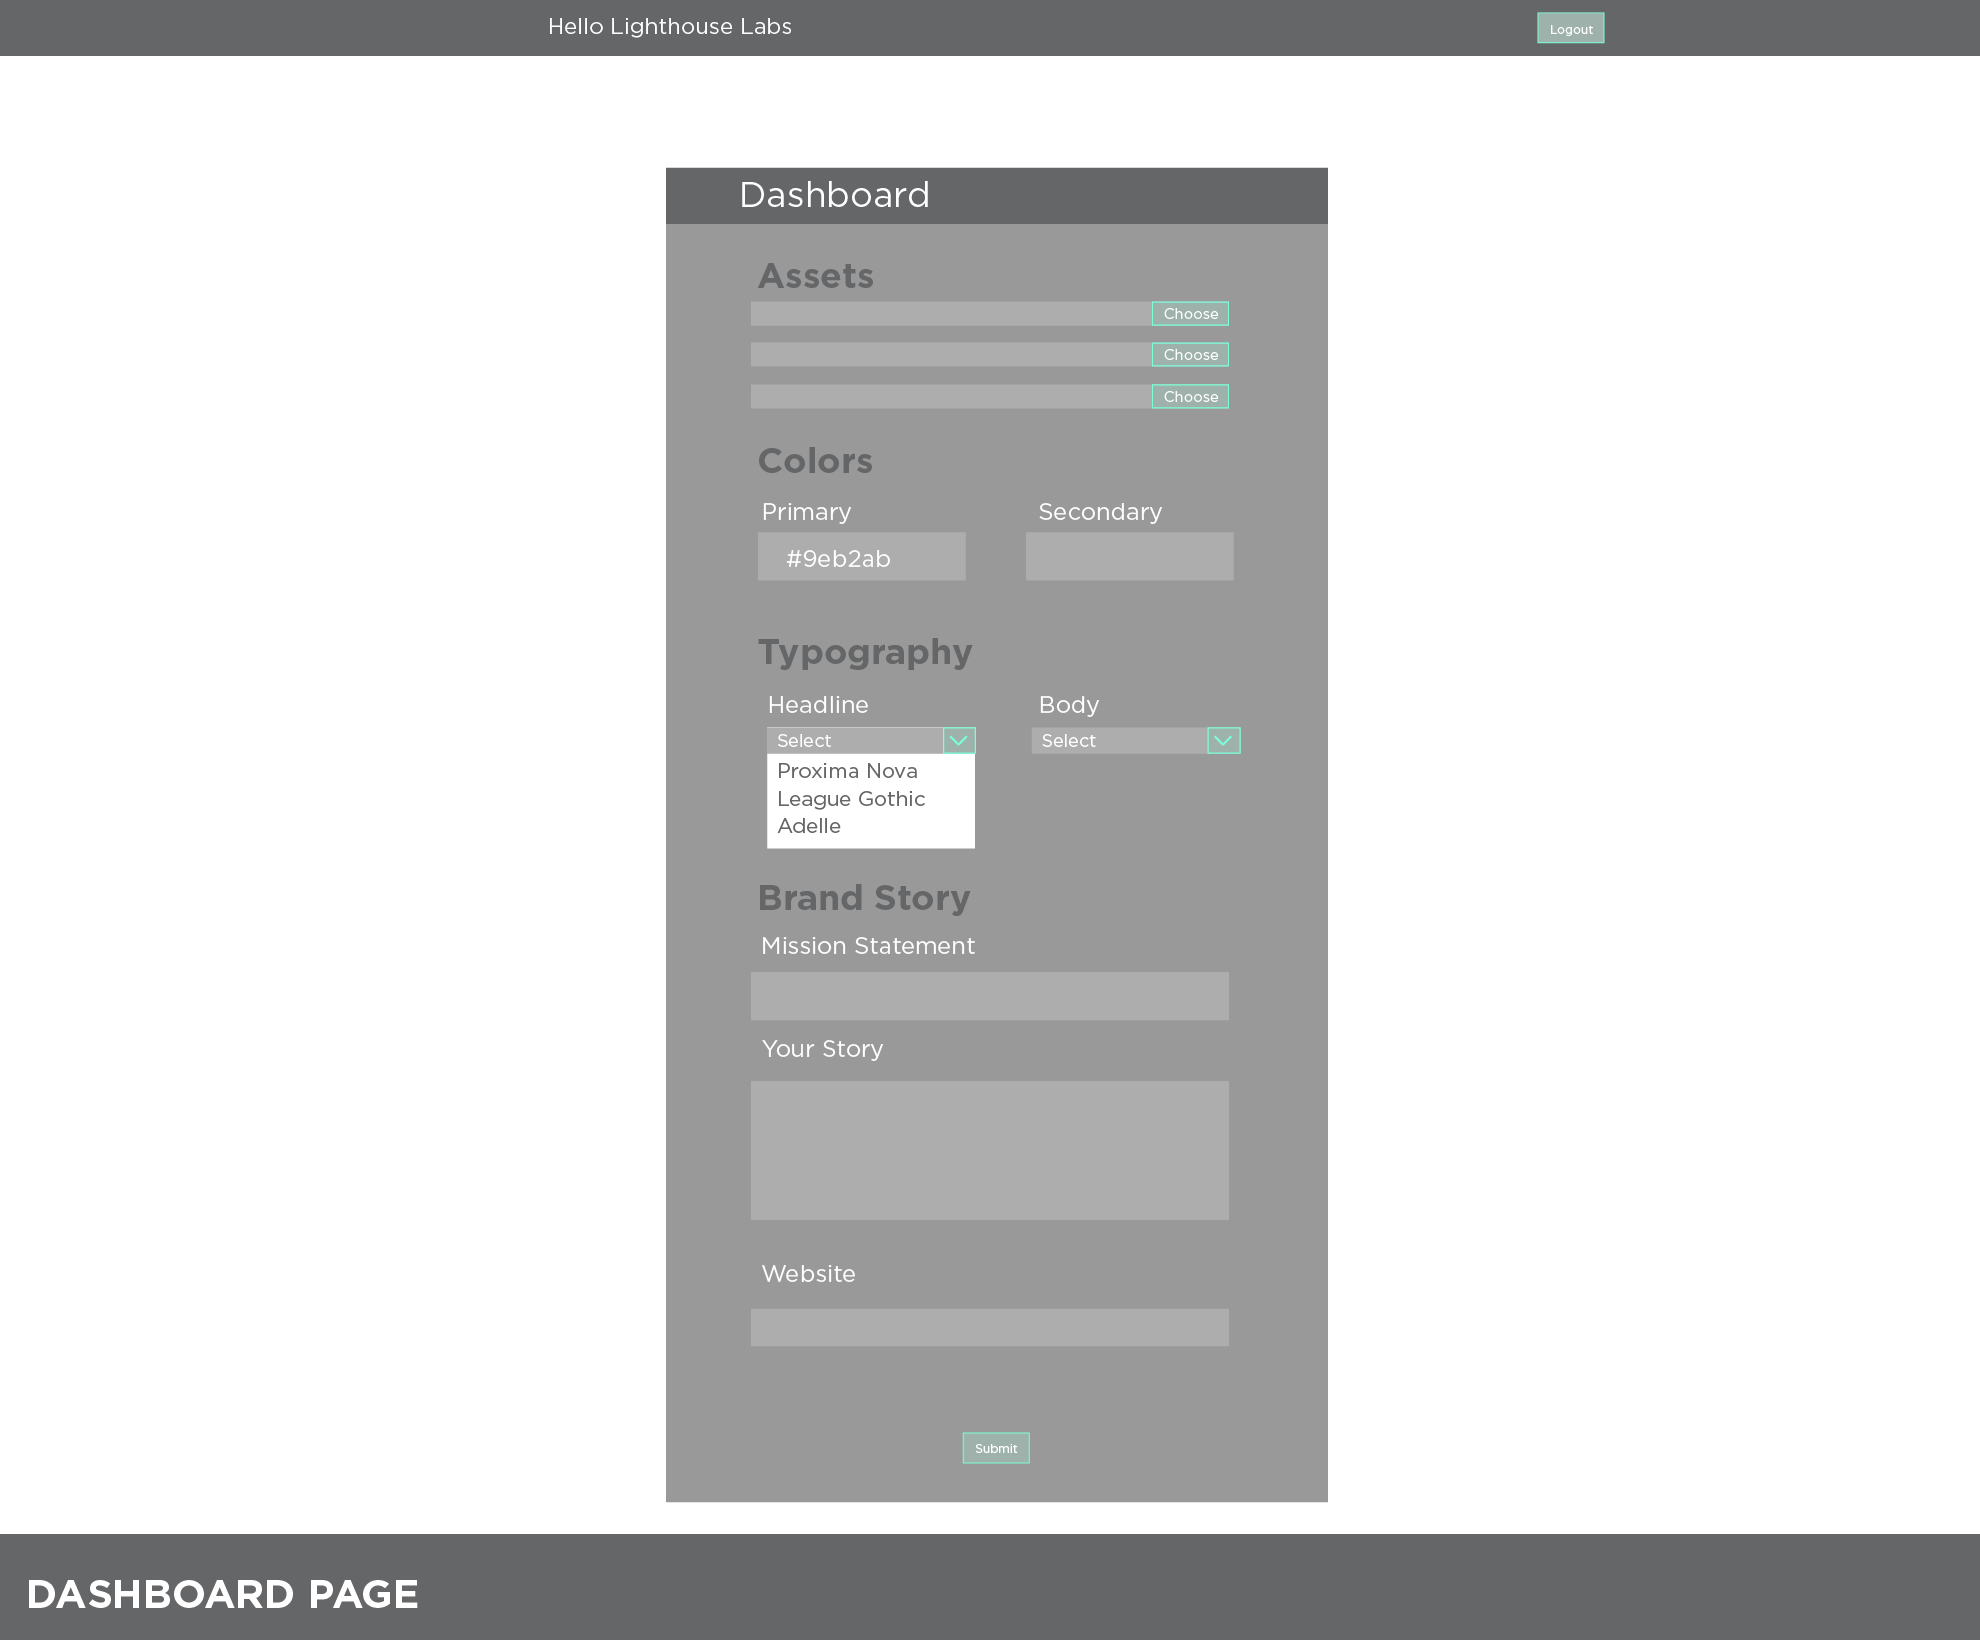 Hello Lighthouse Labs
Logout
Dashboard
Assets
Choose
Choose
Choose
Colors
Primary
Secondary
#9eb2ab
Typography
Headline
Body
Select
Select
Proxima Nova
League Gothic
Adelle
Brand Story
Mission Statement
Your Story
Website
Submit
DASHBOARD PAGE